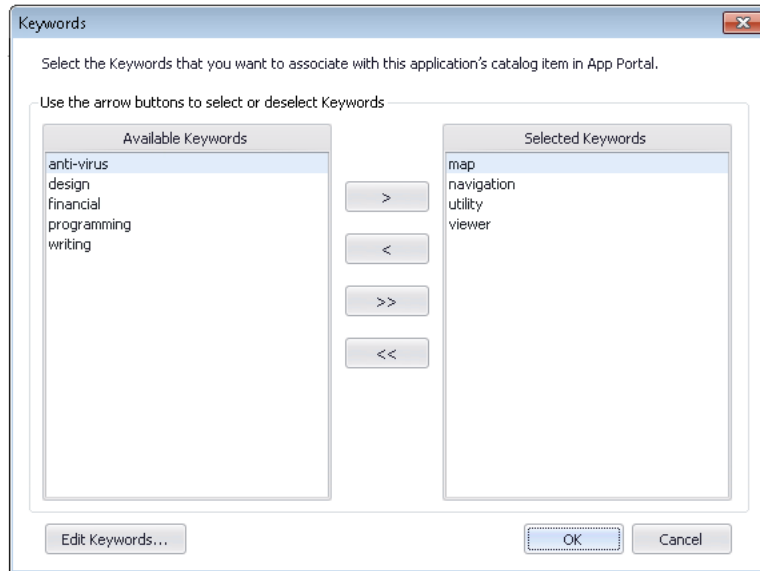 Keywords
Select the Keywords that you want to associate with this application's catalog item in App Portal.
Use the arrow buttons to select or deselect Keywords
Available Keywords
anti-virus
design
financial
programming
writing
>
<
>>
<<
Selected Keywords
map
navigation
utility
viewer
Edit Keywords...
OK
Cancel